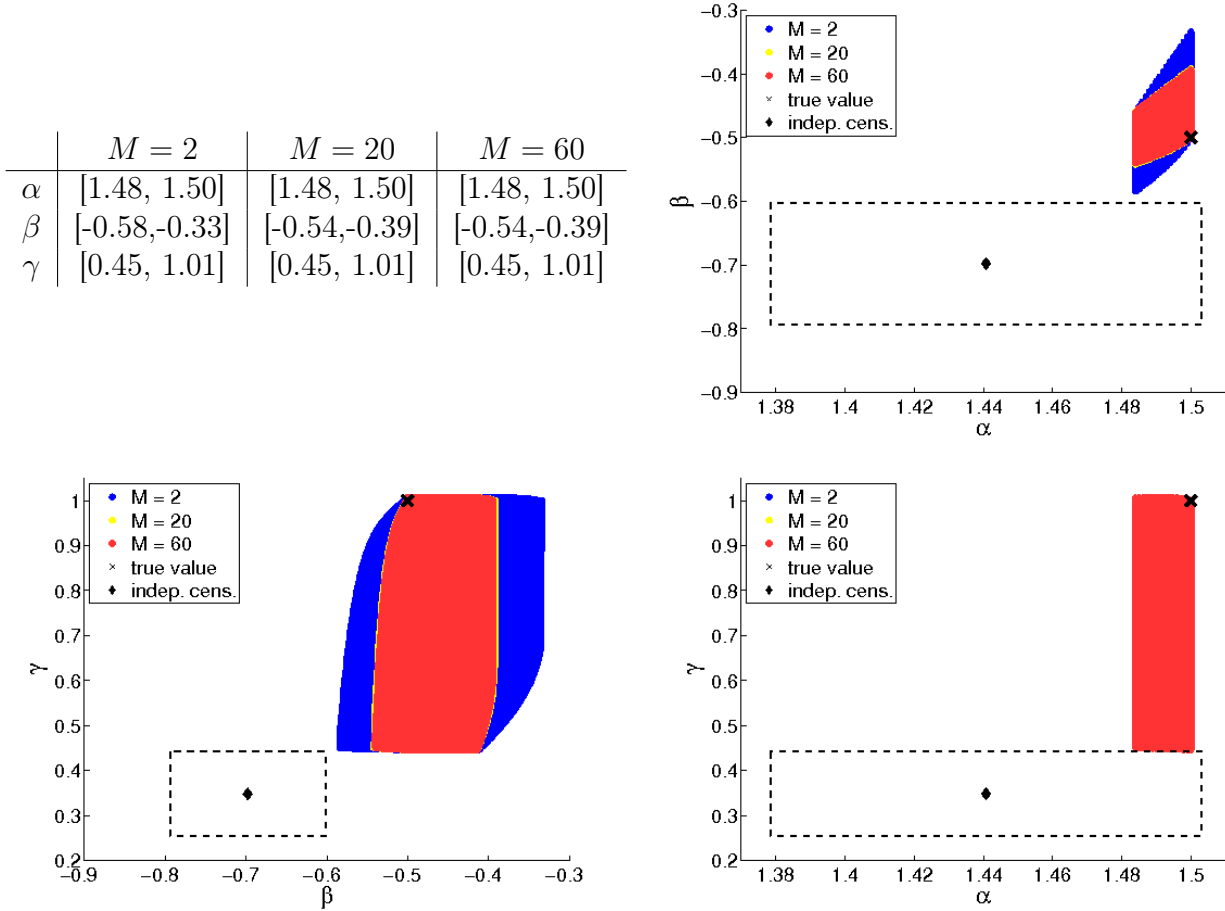 M = 2 M = 20 M = 60
α [1.48, 1.50] [1.48, 1.50] [1.48, 1.50]
β [-0.58,-0.33] [-0.54,-0.39] [-0.54,-0.39]
γ [0.45, 1.01] [0.45, 1.01] [0.45, 1.01]
−0.3
−0.4
−0.5
−0.6
−0.7
−0.8
−0.9
β
M = 2
M = 20
M = 60
true value
indep. cens.
1.38 1.4 1.42 1.44 1.46 1.48 1.5
α
1
0.9
0.8
0.7
0.6
0.5
0.4
0.3
0.2
γ
M = 2
M = 20
M = 60
true value
indep. cens.
−0.9 −0.8 −0.7 −0.6 −0.5 −0.4 −0.3
β
1
0.9
0.8
0.7
0.6
0.5
0.4
0.3
0.2
γ
M = 2
M = 20
M = 60
true value
indep. cens.
1.38 1.4 1.42 1.44 1.46 1.48 1.5
α